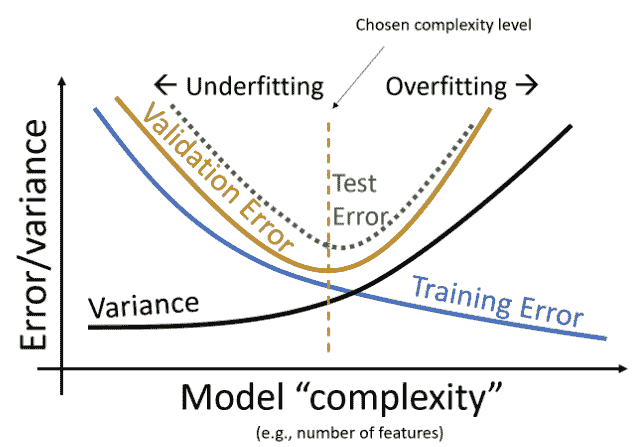 Chosen complexity level
← Underfitting
Overfitting →
Validation Error
Test
Error
Variance
Training Error
Error/variance
Model “complexity”
(e.g., number of features)